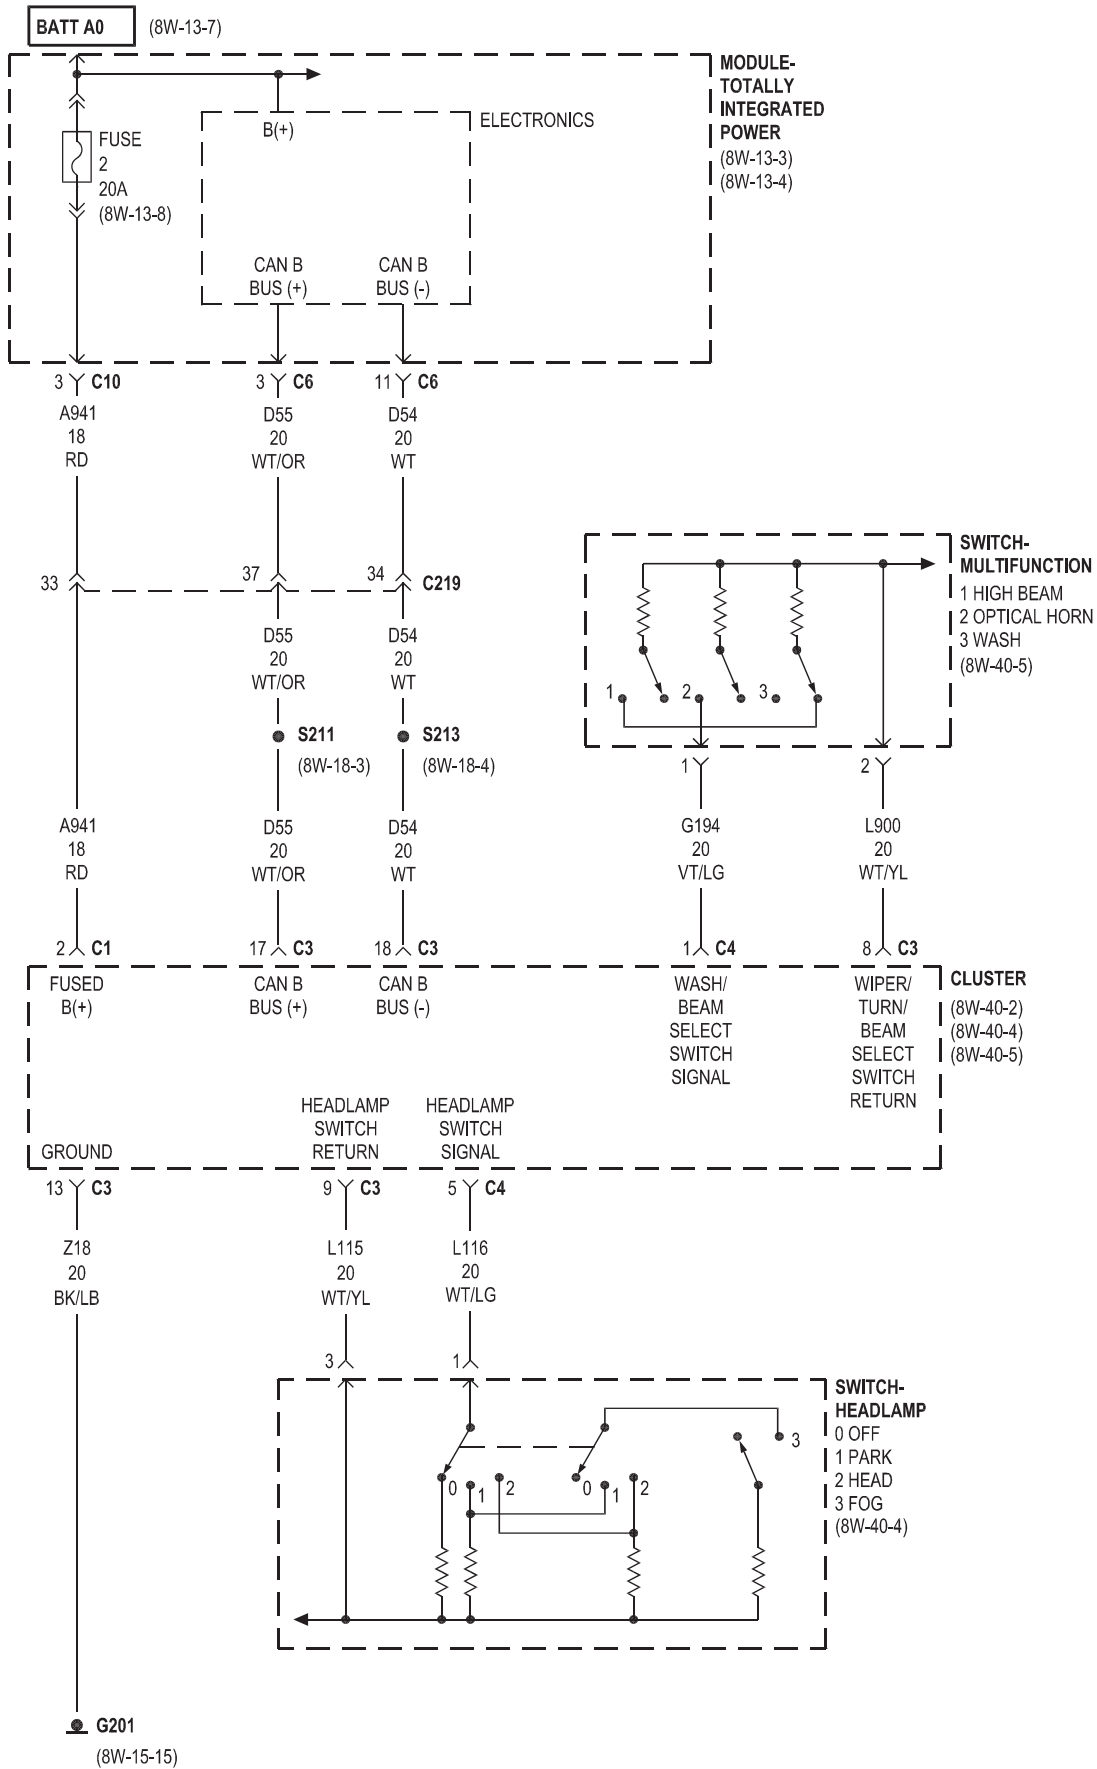 BATT A0 (8W-13-7)
MODULE-
TOTALLY
INTEGRATED
POWER
(8W-13-3)
(8W-13-4)
ELECTRONICS
B(+)
FUSE
2
20A
(8W-13-8)
CAN B
BUS (+)
CAN B
BUS (-)
3 C10
3 C6
11 C6
A941
18
RD
D55
20
WT/OR
D54
20
WT
33
37
34
C219
D55
20
WT/OR
D54
20
WT
S211
(8W-18-3)
S213
(8W-18-4)
SWITCH-
MULTIFUNCTION
1 HIGH BEAM
2 OPTICAL HORN
3 WASH
(8W-40-5)
1
2
3
1
2
A941
18
RD
D55
20
WT/OR
D54
20
WT
G194
20
VT/LG
L900
20
WT/YL
2 C1
17 C3
18 C3
1 C4
8 C3
FUSED
B(+)
CAN B
BUS (+)
CAN B
BUS (-)
WASH/
BEAM
SELECT
SWITCH
SIGNAL
WIPER/
TURN/
BEAM
SELECT
SWITCH
RETURN
CLUSTER
(8W-40-2)
(8W-40-4)
(8W-40-5)
GROUND
HEADLAMP
SWITCH
RETURN
HEADLAMP
SWITCH
SIGNAL
13 C3
9 C3
5 C4
Z18
20
BK/LB
L115
20
WT/YL
L116
20
WT/LG
3
1
SWITCH-
HEADLAMP
0 OFF
1 PARK
2 HEAD
3 FOG
(8W-40-4)
0
1
2
0
1
2
3
G201
(8W-15-15)